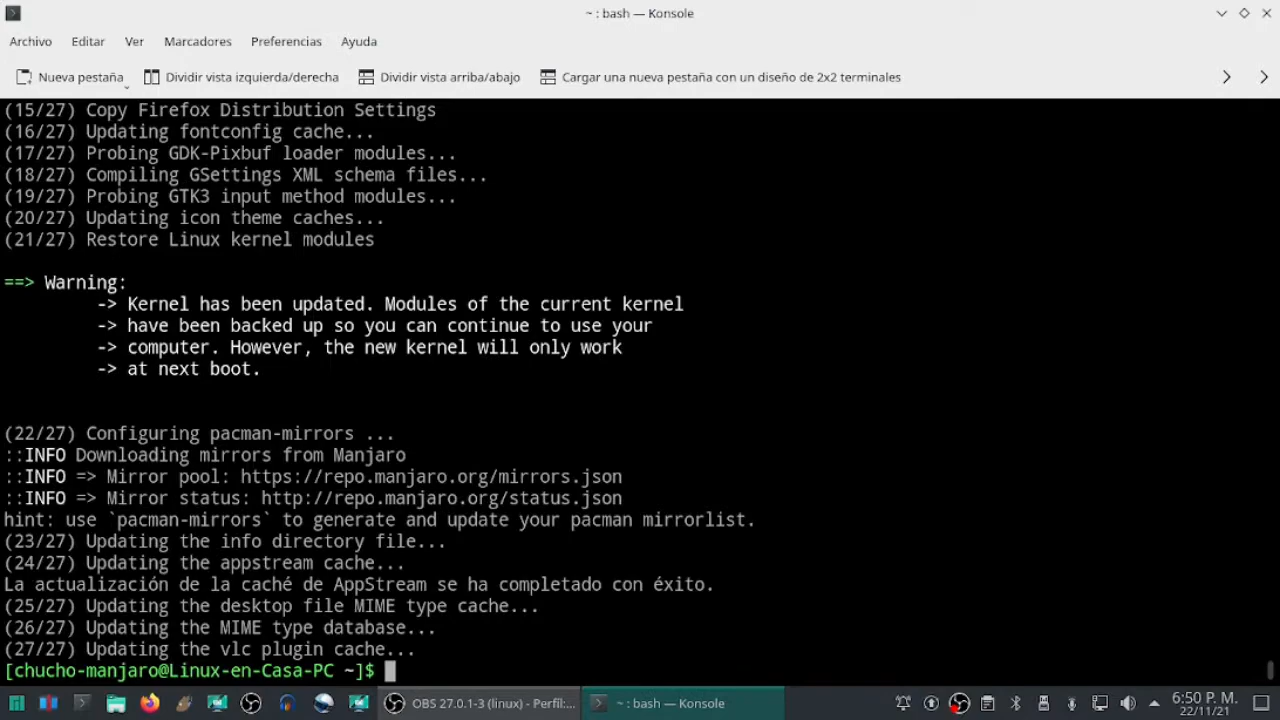 ~ : bash — Konsole
Archivo Editar Ver Marcadores Preferencias Ayuda
Nueva pestaña Dividir vista izquierda/derecha Dividir vista arriba/abajo Cargar una nueva pestaña con un diseño de 2x2 terminales
(15/27) Copy Firefox Distribution Settings
(16/27) Updating fontconfig cache...
(17/27) Probing GDK-Pixbuf loader modules...
(18/27) Compiling GSettings XML schema files...
(19/27) Probing GTK3 input method modules...
(20/27) Updating icon theme caches...
(21/27) Restore Linux kernel modules
==> Warning:
-> Kernel has been updated. Modules of the current kernel
-> have been backed up so you can continue to use your
-> computer. However, the new kernel will only work
-> at next boot.
(22/27) Configuring pacman-mirrors ...
::INFO Downloading mirrors from Manjaro
::INFO => Mirror pool: https://repo.manjaro.org/mirrors.json
::INFO => Mirror status: http://repo.manjaro.org/status.json
hint: use `pacman-mirrors` to generate and update your pacman mirrorlist.
(23/27) Updating the info directory file...
(24/27) Updating the appstream cache...
La actualización de la caché de AppStream se ha completado con éxito.
(25/27) Updating the desktop file MIME type cache...
(26/27) Updating the MIME type database...
(27/27) Updating the vlc plugin cache...
[chucho-manjaro@Linux-en-Casa-PC ~]$
OBS 27.0.1-3 (linux) - Perfil:... ~ : bash — Konsole 6:50 P. M.
22/11/21